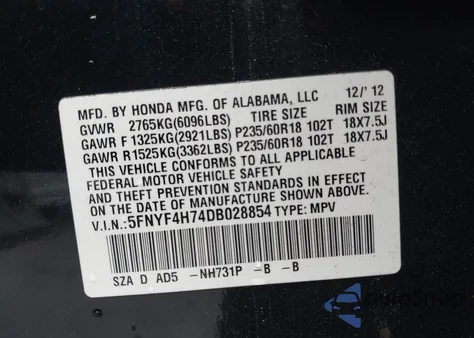 MFD. BY HONDA MFG. OF ALABAMA, LLC 12/'12
GVWR 2765KG(6096LBS) TIRE SIZE RIM SIZE
GAWR F 1325KG(2921LBS) P235/60R18 102T 18X7.5J
GAWR R 1525KG(3362LBS) P235/60R18 102T 18X7.5J
THIS VEHICLE CONFORMS TO ALL APPLICABLE
FEDERAL MOTOR VEHICLE SAFETY
AND THEFT PREVENTION STANDARDS IN EFFECT
ON THE DATE OF MANUFACTURE SHOWN ABOVE.
V.I.N.: 5FNYF4H74DB028854 TYPE: MPV
SZA D AD5 -NH731P -B -B
AutoSnap